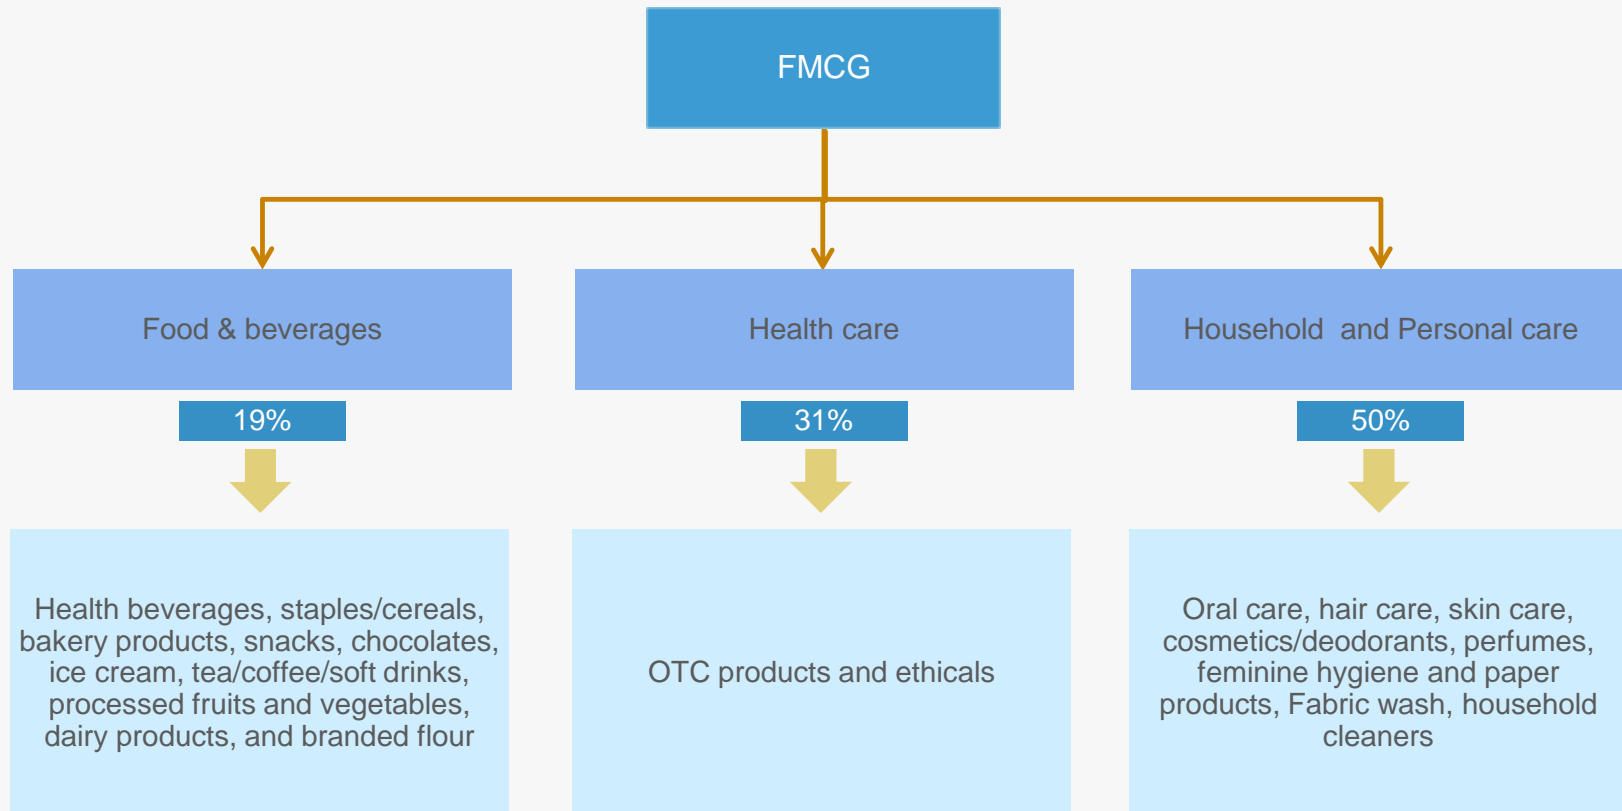 FMCG
Food & beverages
Health care
Household  and Personal care
19%
31%
50%
Health beverages, staples/cereals,
bakery products, snacks, chocolates,
ice cream, tea/coffee/soft drinks,
processed fruits and vegetables,
dairy products, and branded flour
OTC products and ethicals
Oral care, hair care, skin care,
cosmetics/deodorants, perfumes,
feminine hygiene and paper
products, Fabric wash, household
cleaners